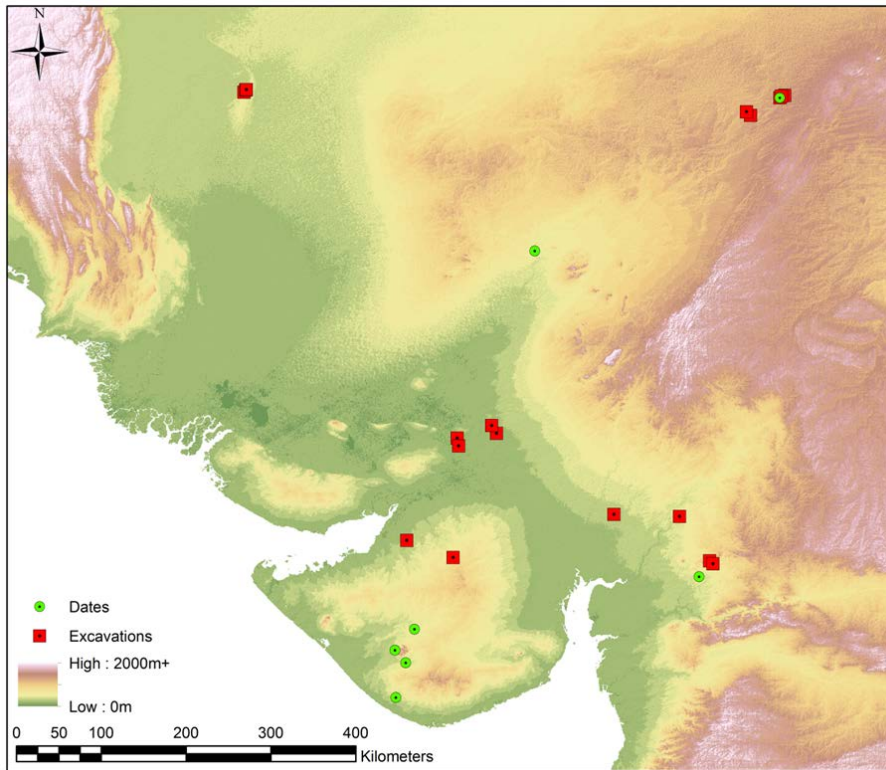 N
Dates
Excavations
High : 2000m+
Low : 0m
0 50 100 200 300 400
Kilometers